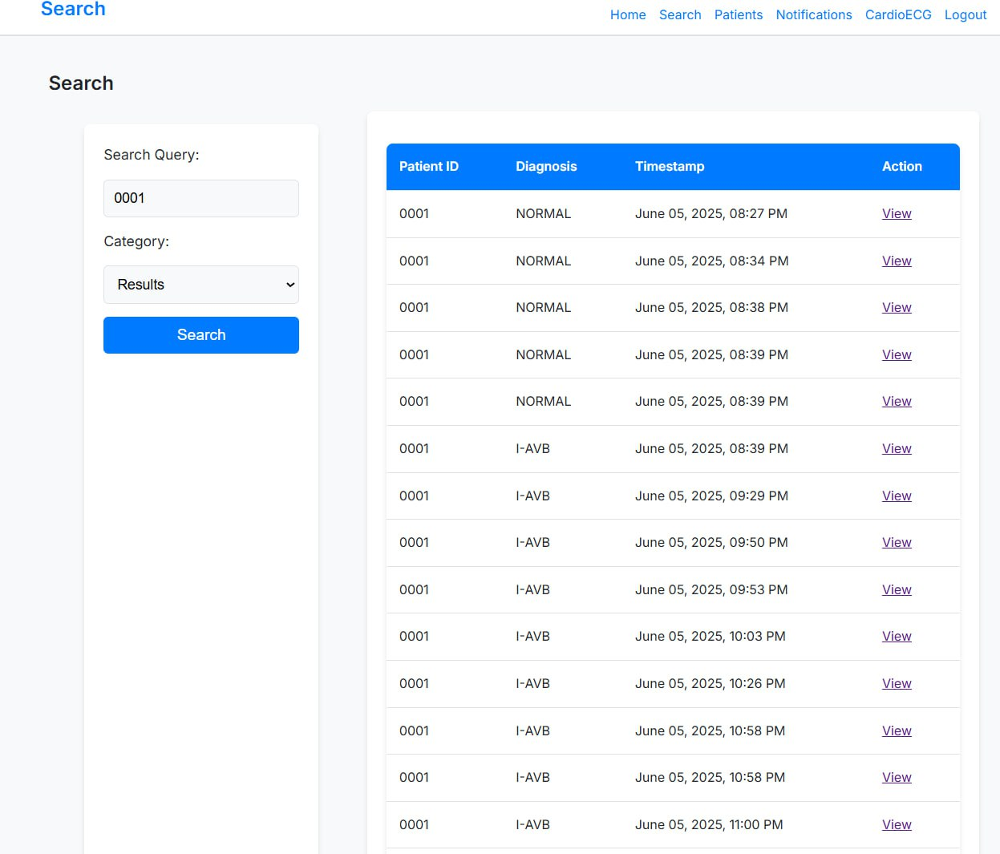 Search
Home Search Patients Notifications CardioECG Logout
Search
Search Query:
0001
Category:
Results
Search
Patient ID Diagnosis Timestamp Action
0001 NORMAL June 05, 2025, 08:27 PM View
0001 NORMAL June 05, 2025, 08:34 PM View
0001 NORMAL June 05, 2025, 08:38 PM View
0001 NORMAL June 05, 2025, 08:39 PM View
0001 NORMAL June 05, 2025, 08:39 PM View
0001 I-AVB June 05, 2025, 08:39 PM View
0001 I-AVB June 05, 2025, 09:29 PM View
0001 I-AVB June 05, 2025, 09:50 PM View
0001 I-AVB June 05, 2025, 09:53 PM View
0001 I-AVB June 05, 2025, 10:03 PM View
0001 I-AVB June 05, 2025, 10:26 PM View
0001 I-AVB June 05, 2025, 10:58 PM View
0001 I-AVB June 05, 2025, 10:58 PM View
0001 I-AVB June 05, 2025, 11:00 PM View